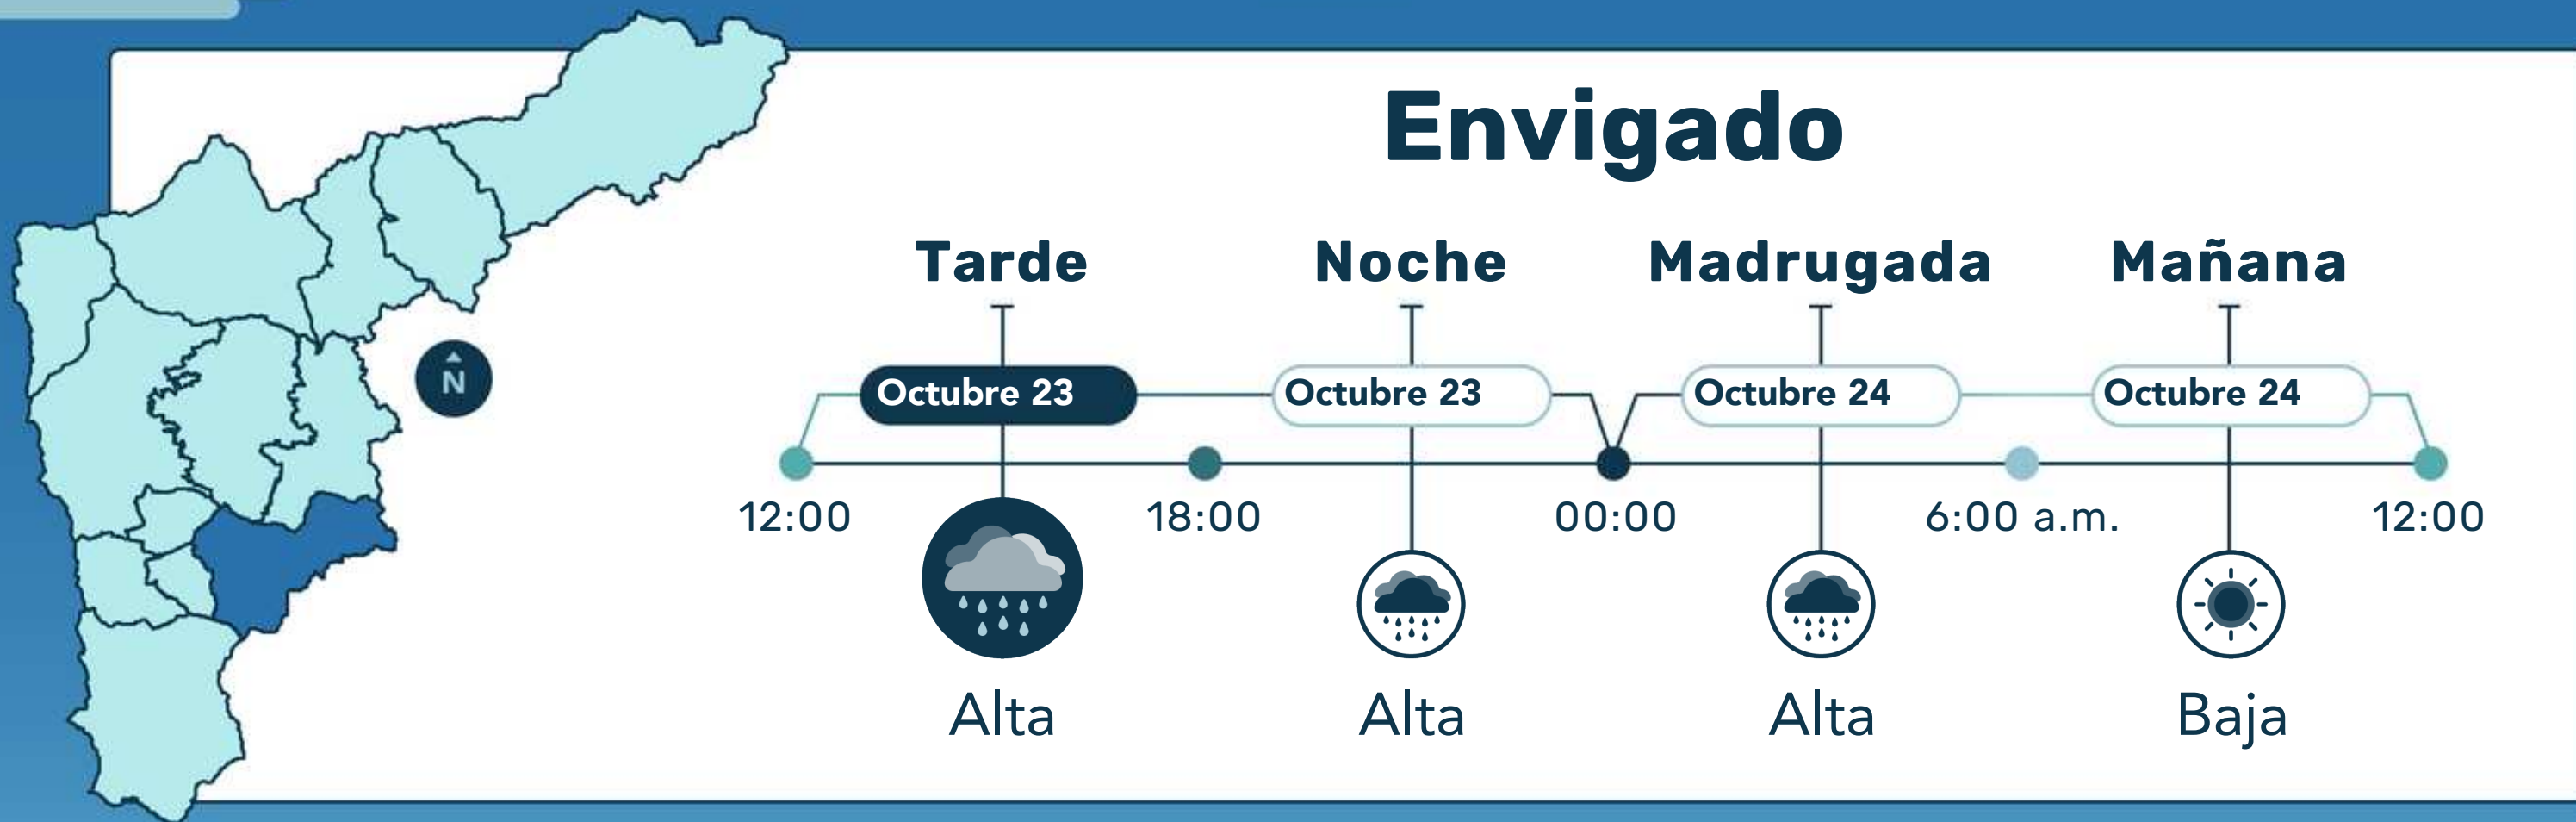 Envigado
Tarde Noche Madrugada Mañana
N
Octubre 23 Octubre 23 Octubre 24 Octubre 24
12:00 18:00 00:00 6:00 a.m. 12:00
Alta Alta Alta Baja